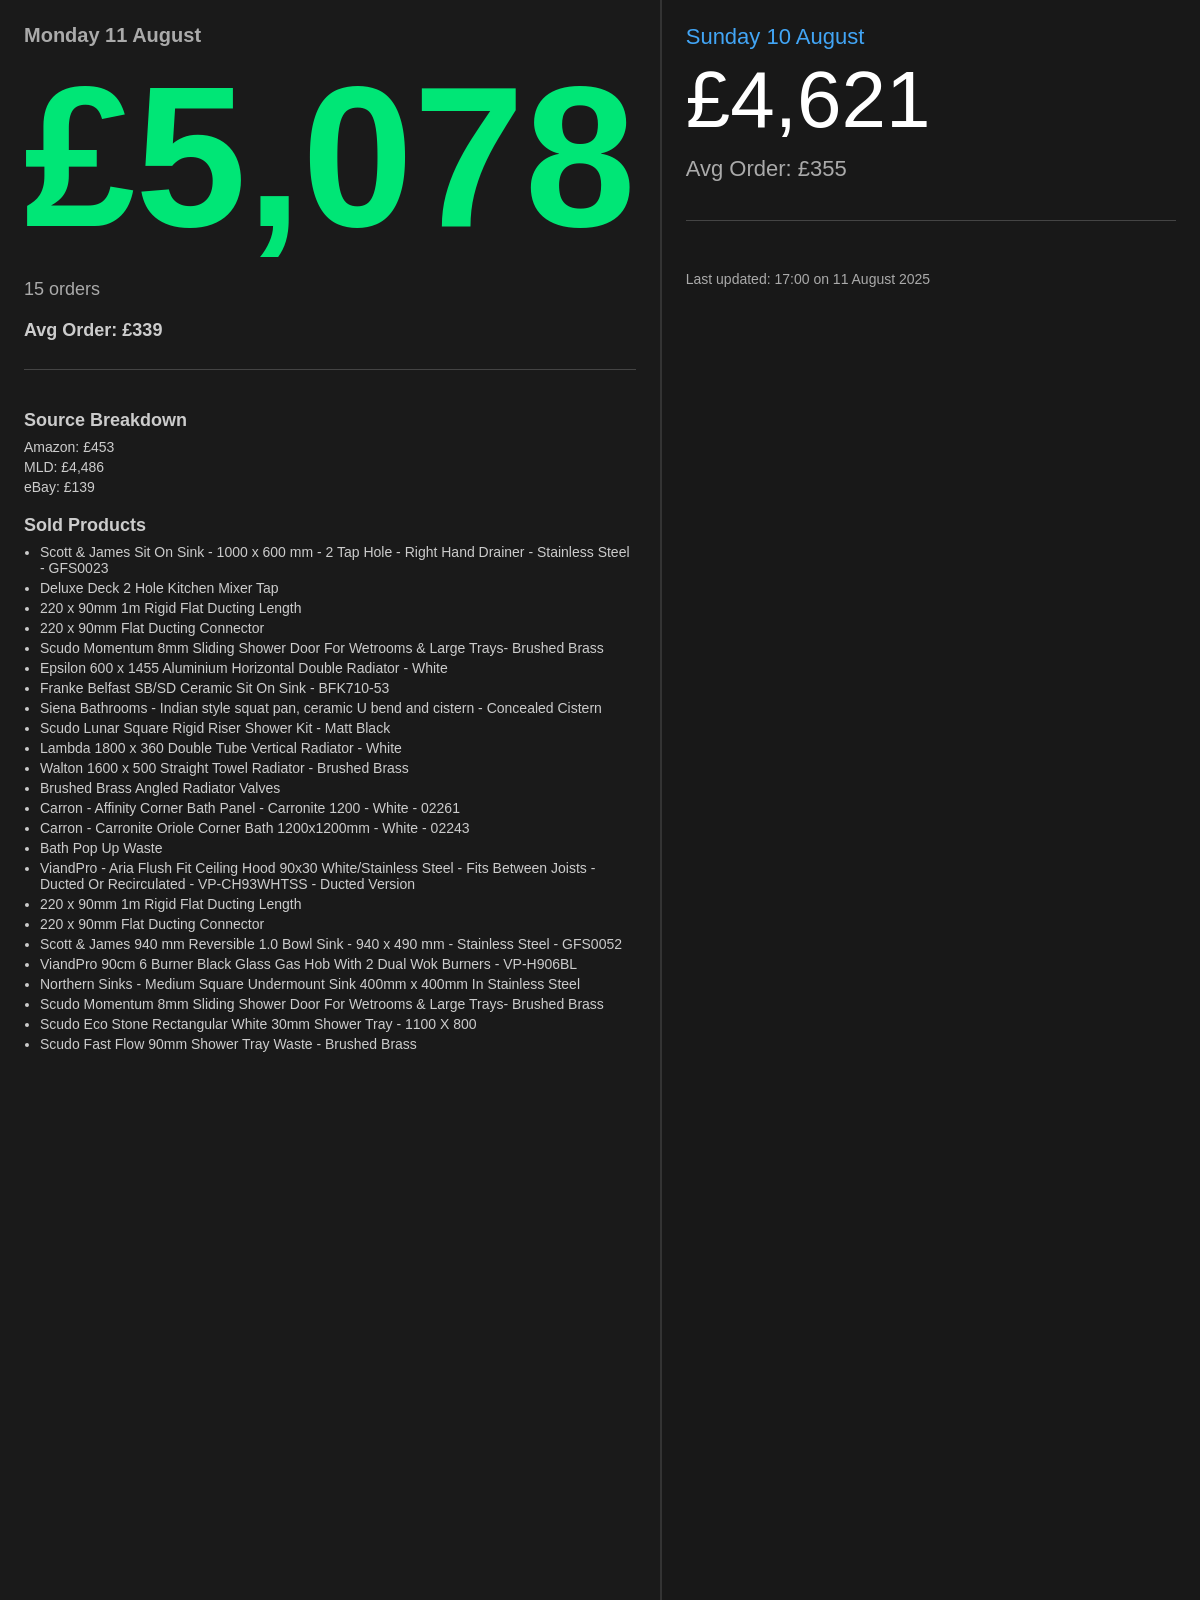 Monday 11 August
£5,078
15 orders
Avg Order: £339
Source Breakdown
Amazon: £453
MLD: £4,486
eBay: £139
Sold Products
• Scott & James Sit On Sink - 1000 x 600 mm - 2 Tap Hole - Right Hand Drainer - Stainless Steel
- GFS0023
• Deluxe Deck 2 Hole Kitchen Mixer Tap
• 220 x 90mm 1m Rigid Flat Ducting Length
• 220 x 90mm Flat Ducting Connector
• Scudo Momentum 8mm Sliding Shower Door For Wetrooms & Large Trays- Brushed Brass
• Epsilon 600 x 1455 Aluminium Horizontal Double Radiator - White
• Franke Belfast SB/SD Ceramic Sit On Sink - BFK710-53
• Siena Bathrooms - Indian style squat pan, ceramic U bend and cistern - Concealed Cistern
• Scudo Lunar Square Rigid Riser Shower Kit - Matt Black
• Lambda 1800 x 360 Double Tube Vertical Radiator - White
• Walton 1600 x 500 Straight Towel Radiator - Brushed Brass
• Brushed Brass Angled Radiator Valves
• Carron - Affinity Corner Bath Panel - Carronite 1200 - White - 02261
• Carron - Carronite Oriole Corner Bath 1200x1200mm - White - 02243
• Bath Pop Up Waste
• ViandPro - Aria Flush Fit Ceiling Hood 90x30 White/Stainless Steel - Fits Between Joists -
Ducted Or Recirculated - VP-CH93WHTSS - Ducted Version
• 220 x 90mm 1m Rigid Flat Ducting Length
• 220 x 90mm Flat Ducting Connector
• Scott & James 940 mm Reversible 1.0 Bowl Sink - 940 x 490 mm - Stainless Steel - GFS0052
• ViandPro 90cm 6 Burner Black Glass Gas Hob With 2 Dual Wok Burners - VP-H906BL
• Northern Sinks - Medium Square Undermount Sink 400mm x 400mm In Stainless Steel
• Scudo Momentum 8mm Sliding Shower Door For Wetrooms & Large Trays- Brushed Brass
• Scudo Eco Stone Rectangular White 30mm Shower Tray - 1100 X 800
• Scudo Fast Flow 90mm Shower Tray Waste - Brushed Brass
Sunday 10 August
£4,621
Avg Order: £355
Last updated: 17:00 on 11 August 2025